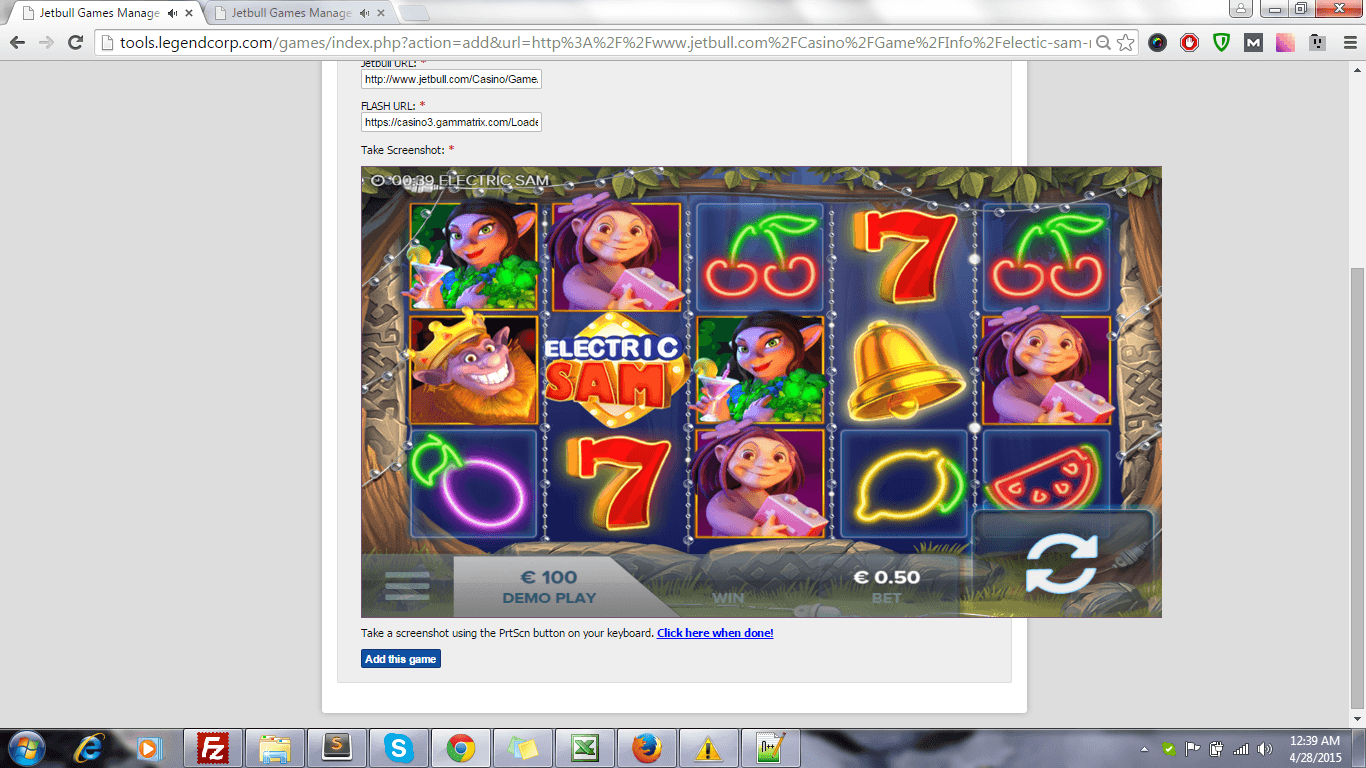 Jetbull Games Manage
Jetbull Games Manage
tools.legendcorp.com/games/index.php?action=add&url=http%3A%2F%2Fwww.jetbull.com%2FCasino%2FGame%2FInfo%2Felectic-sam-
Jetbull URL: *
http://www.jetbull.com/Casino/Game
FLASH URL: *
https://casino3.gammatrix.com/Loade
Take Screenshot: *
00:39 ELECTRIC SAM
7
ELECTRIC
SAM
7
€ 100
DEMO PLAY
WIN
€ 0.50
BET
Take a screenshot using the PrtScn button on your keyboard. Click here when done!
Add this game
Fz
S
S
X
12:39 AM
4/28/2015